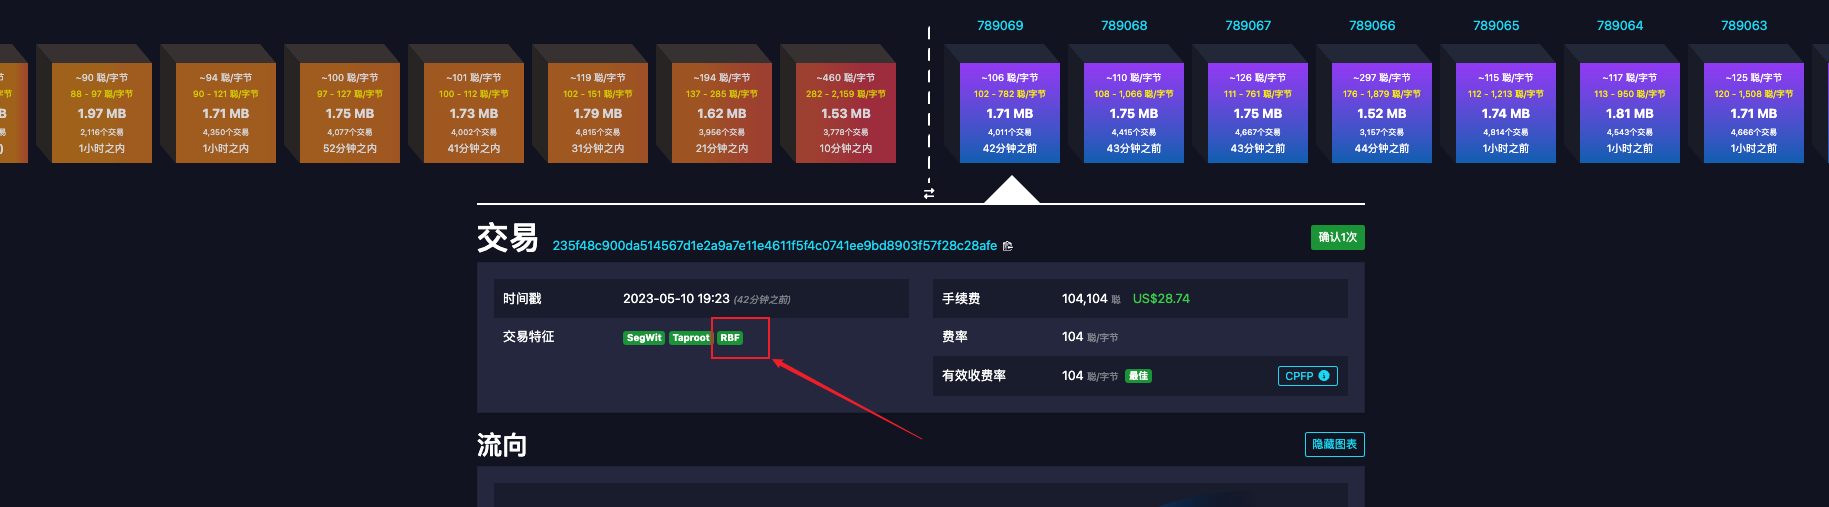 789069 789068 789067 789066 789065 789064 789063
~90 聪/字节 ~94 聪/字节 ~100 聪/字节 ~101 聪/字节 ~119 聪/字节 ~194 聪/字节 ~460 聪/字节 ~106 聪/字节 ~110 聪/字节 ~126 聪/字节 ~297 聪/字节 ~115 聪/字节 ~117 聪/字节 ~125 聪/字节
88 - 97 聪/字节 90 - 121 聪/字节 97 - 127 聪/字节 100 - 112 聪/字节 102 - 151 聪/字节 137 - 285 聪/字节 282 - 2,159 聪/字节 102 - 782 聪/字节 108 - 1,066 聪/字节 111 - 761 聪/字节 176 - 1,879 聪/字节 112 - 1,213 聪/字节 113 - 950 聪/字节 120 - 1,508 聪/字节
B 1.97 MB 1.71 MB 1.75 MB 1.73 MB 1.79 MB 1.62 MB 1.53 MB 1.71 MB 1.75 MB 1.75 MB 1.52 MB 1.74 MB 1.81 MB 1.71 MB
易 2,116个交易 4,350个交易 4,077个交易 4,002个交易 4,815个交易 3,956个交易 3,778个交易 4,011个交易 4,415个交易 4,667个交易 3,157个交易 4,814个交易 4,543个交易 4,666个交易
) 1小时之内 1小时之内 52分钟之内 41分钟之内 31分钟之内 21分钟之内 10分钟之内 42分钟之前 43分钟之前 43分钟之前 44分钟之前 1小时之前 1小时之前 1小时之前
交易 235f48c900da514567d1e2a9a7e11e4611f5f4c0741ee9bd8903f57f28c28afe 确认1次
时间戳 2023-05-10 19:23 (42分钟之前)
交易特征 SegWit Taproot RBF
手续费 104,104 聪 US$28.74
费率 104 聪/字节
有效收费率 104 聪/字节 最佳 CPFP
流向 隐藏图表